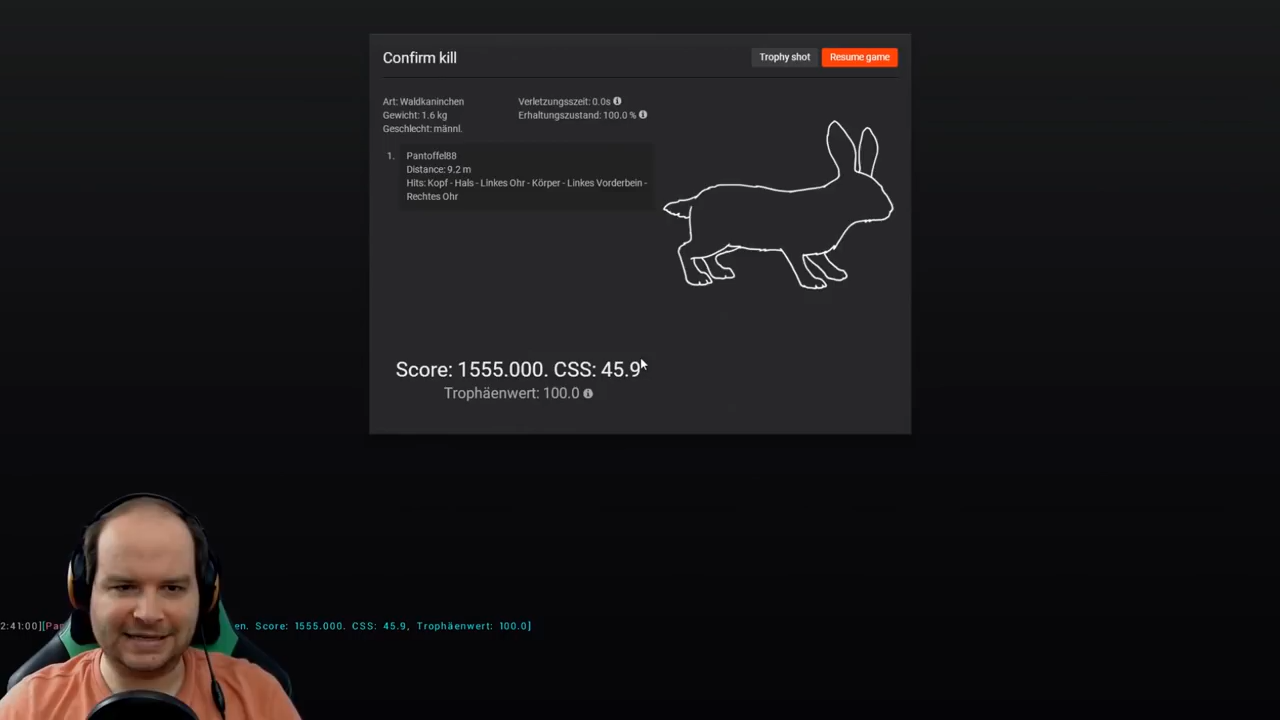 Confirm kill
Trophy shot
Resume game
Art: Waldkaninchen
Gewicht: 1.6 kg
Geschlecht: männl.
Verletzungsszeit: 0.0s
Erhaltungszustand: 100.0 %
1. Pantoffel88
Distance: 9.2 m
Hits: Kopf - Hals - Linkes Ohr - Körper - Linkes Vorderbein -
Rechtes Ohr
Score: 1555.000. CSS: 45.9
Trophäenwert: 100.0
2:41:00][Pa en. Score: 1555.000. CSS: 45.9, Trophäenwert: 100.0]